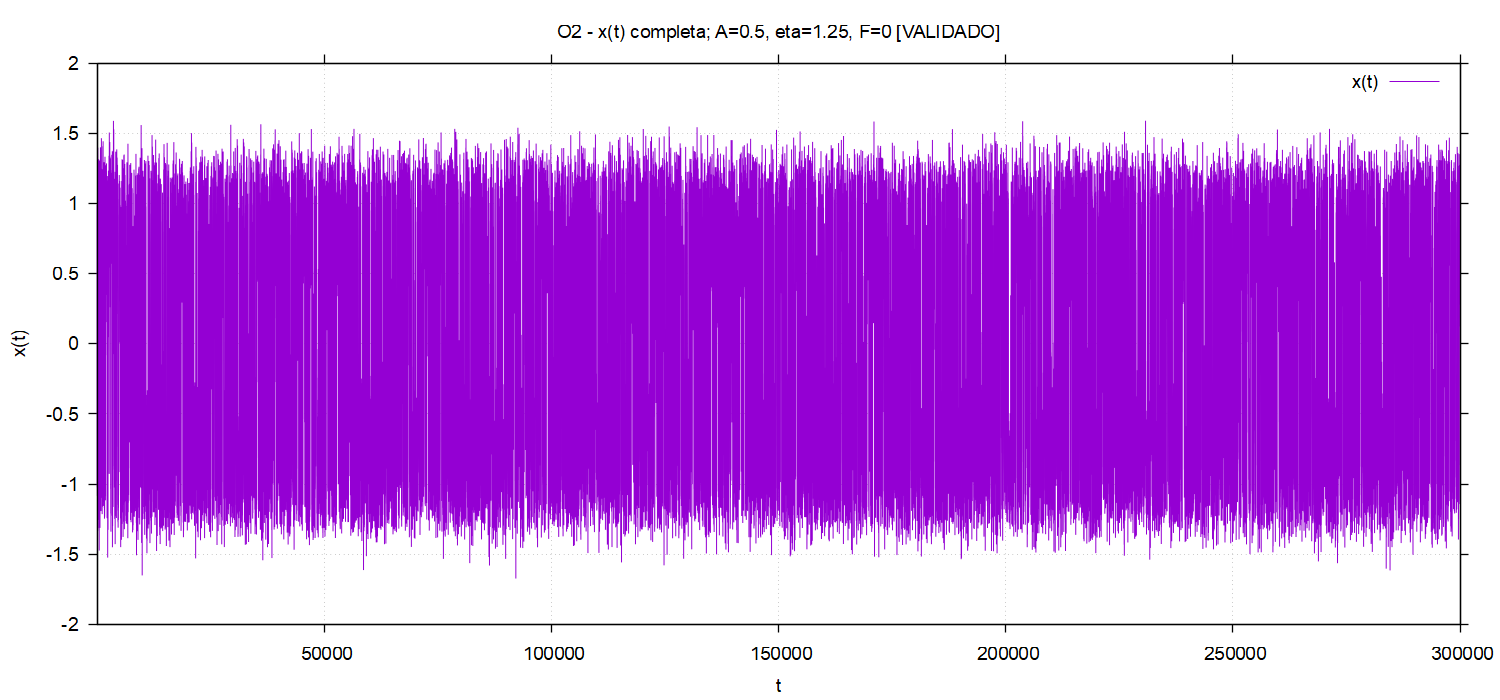 O2 - x(t) completa; A=0.5, eta=1.25, F=0 [VALIDADO]
x(t)
2
1.5
1
0.5
0
-0.5
-1
-1.5
-2
x(t)
50000 100000 150000 200000 250000 300000
t